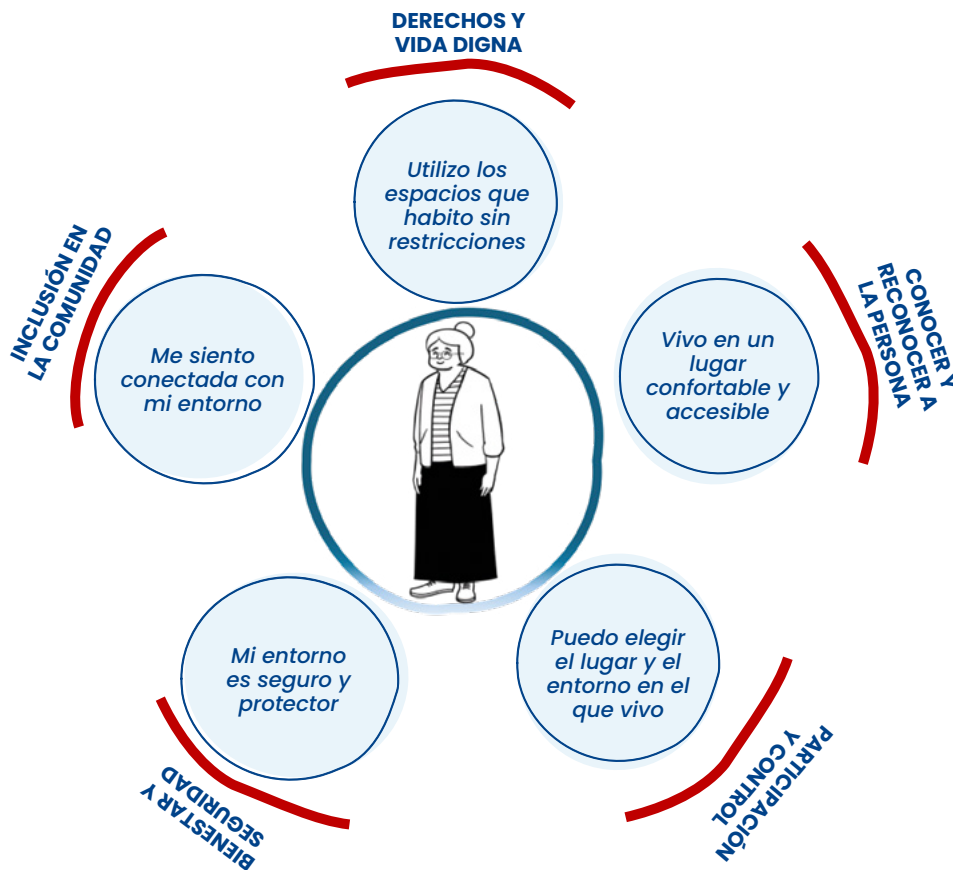 DERECHOS Y
VIDA DIGNA
Utilizo los
espacios que
habito sin
restricciones
CONOCER Y
RECONOCER A
LA PERSONA
Vivo en un
lugar
confortable y
accesible
PARTICIPACIÓN
Y CONTROL
Puedo elegir
el lugar y el
entorno en el
que vivo
BIENESTAR Y
SEGURIDAD
Mi entorno
es seguro y
protector
INCLUSIÓN EN
LA COMUNIDAD
Me siento
conectada con
mi entorno